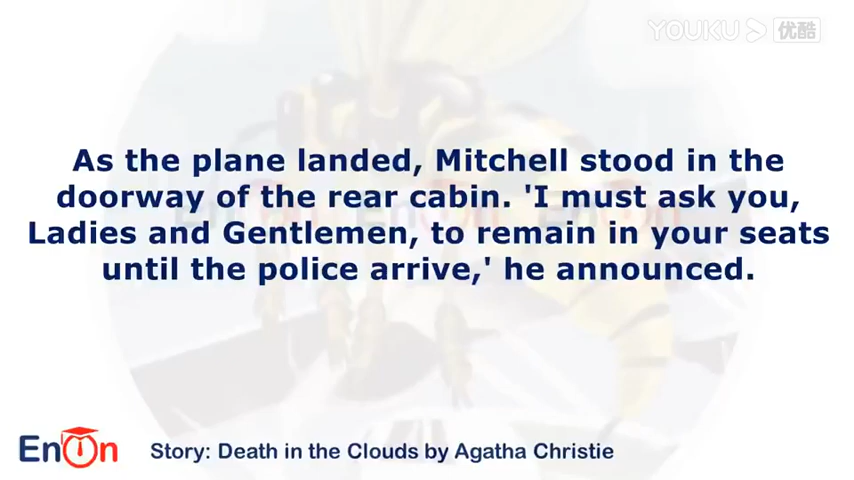 YOUKU 优酷
As the plane landed, Mitchell stood in the
doorway of the rear cabin. 'I must ask you,
Ladies and Gentlemen, to remain in your seats
until the police arrive,' he announced.
EnOn
Story: Death in the Clouds by Agatha Christie